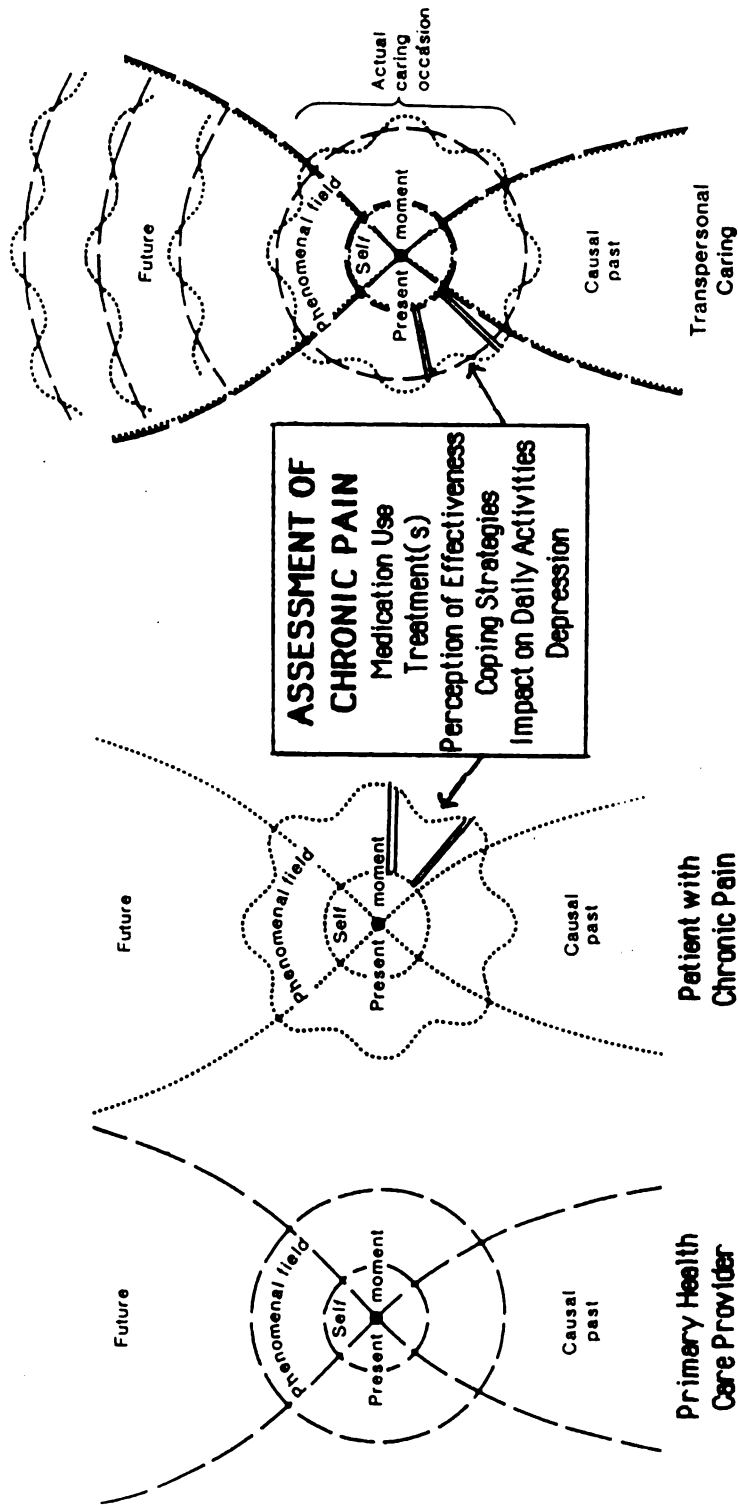 Future
Phenomenal field
Self
Present moment
Causal
past
Primary Health
Care Provider
Future
Phenomenal field
Self
Present moment
Causal
past
Patient with
Chronic Pain
ASSESSMENT OF
CHRONIC PAIN
Medication Use
Treatment(s)
Perception of Effectiveness
Coping Strategies
Impact on Daily Activities
Depression
Future
Phenomenal field
Self
Present moment
Actual
caring
occasion
Causal
past
Transpersonal
Caring